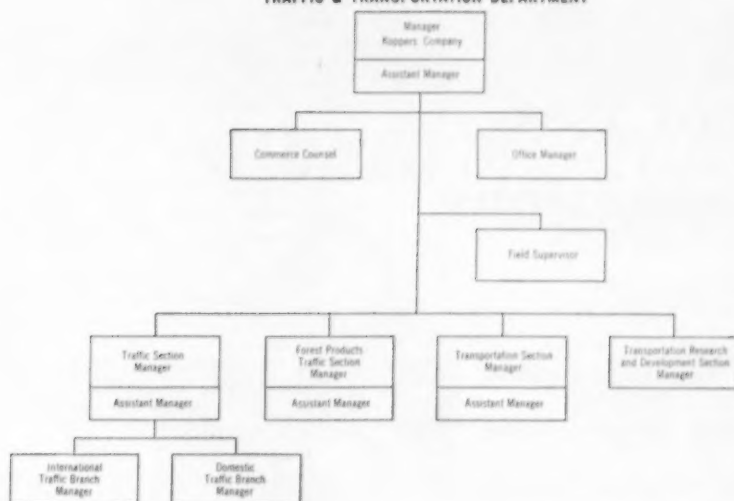 TRAFFIC & TRANSPORTATION DEPARTMENT
Manager
Koppers Company
Assistant Manager
Commerce Counsel
Office Manager
Field Supervisor
Traffic Section
Manager
Assistant Manager
Forest Products
Traffic Section
Manager
Assistant Manager
Transportation Section
Manager
Assistant Manager
Transportation Research
and Development Section
Manager
International
Traffic Branch
Manager
Domestic
Traffic Branch
Manager